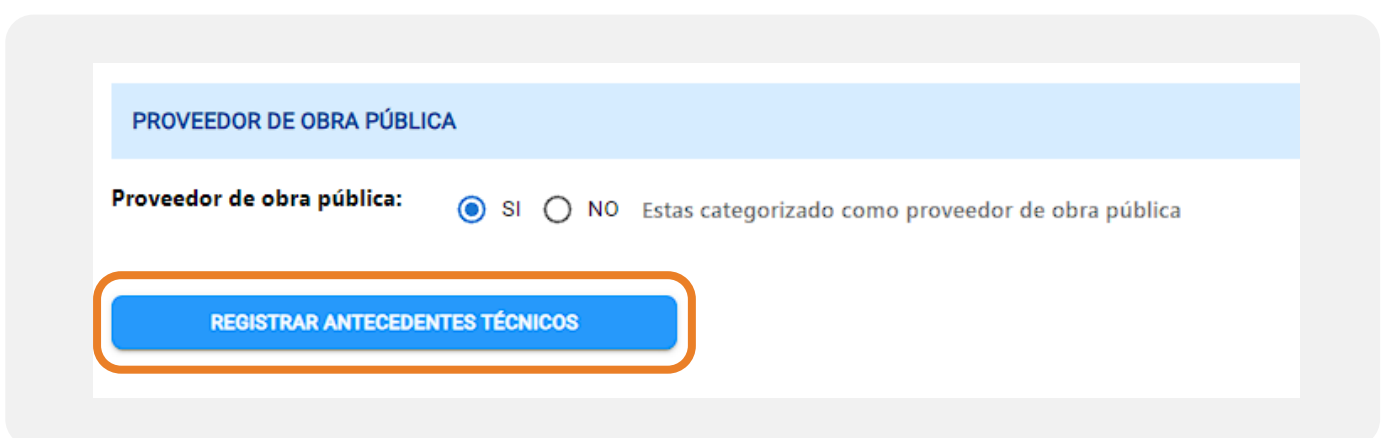 PROVEEDOR DE OBRA PÚBLICA
Proveedor de obra pública: SI NO Estas categorizado como proveedor de obra pública
REGISTRAR ANTECEDENTES TÉCNICOS